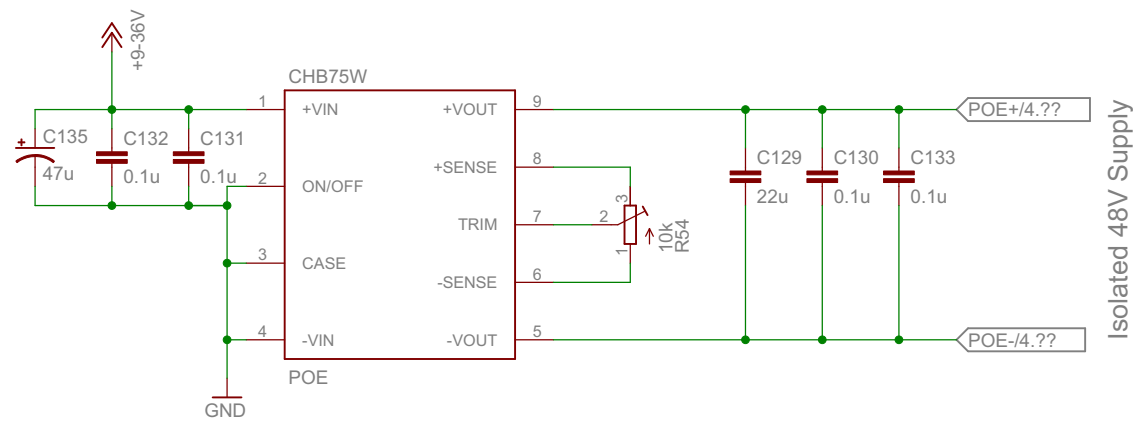 +9-36V
CHB75W
1 +VIN +VOUT 9
POE+/4.??
+ C135 C132 C131
47u 0.1u 0.1u
2 ON/OFF
+SENSE 8
C129 C130 C133
22u 0.1u 0.1u
TRIM 7
3
2
1
10k
R54
3 CASE
-SENSE 6
4 -VIN -VOUT 5
POE-/4.??
POE
GND
Isolated 48V Supply